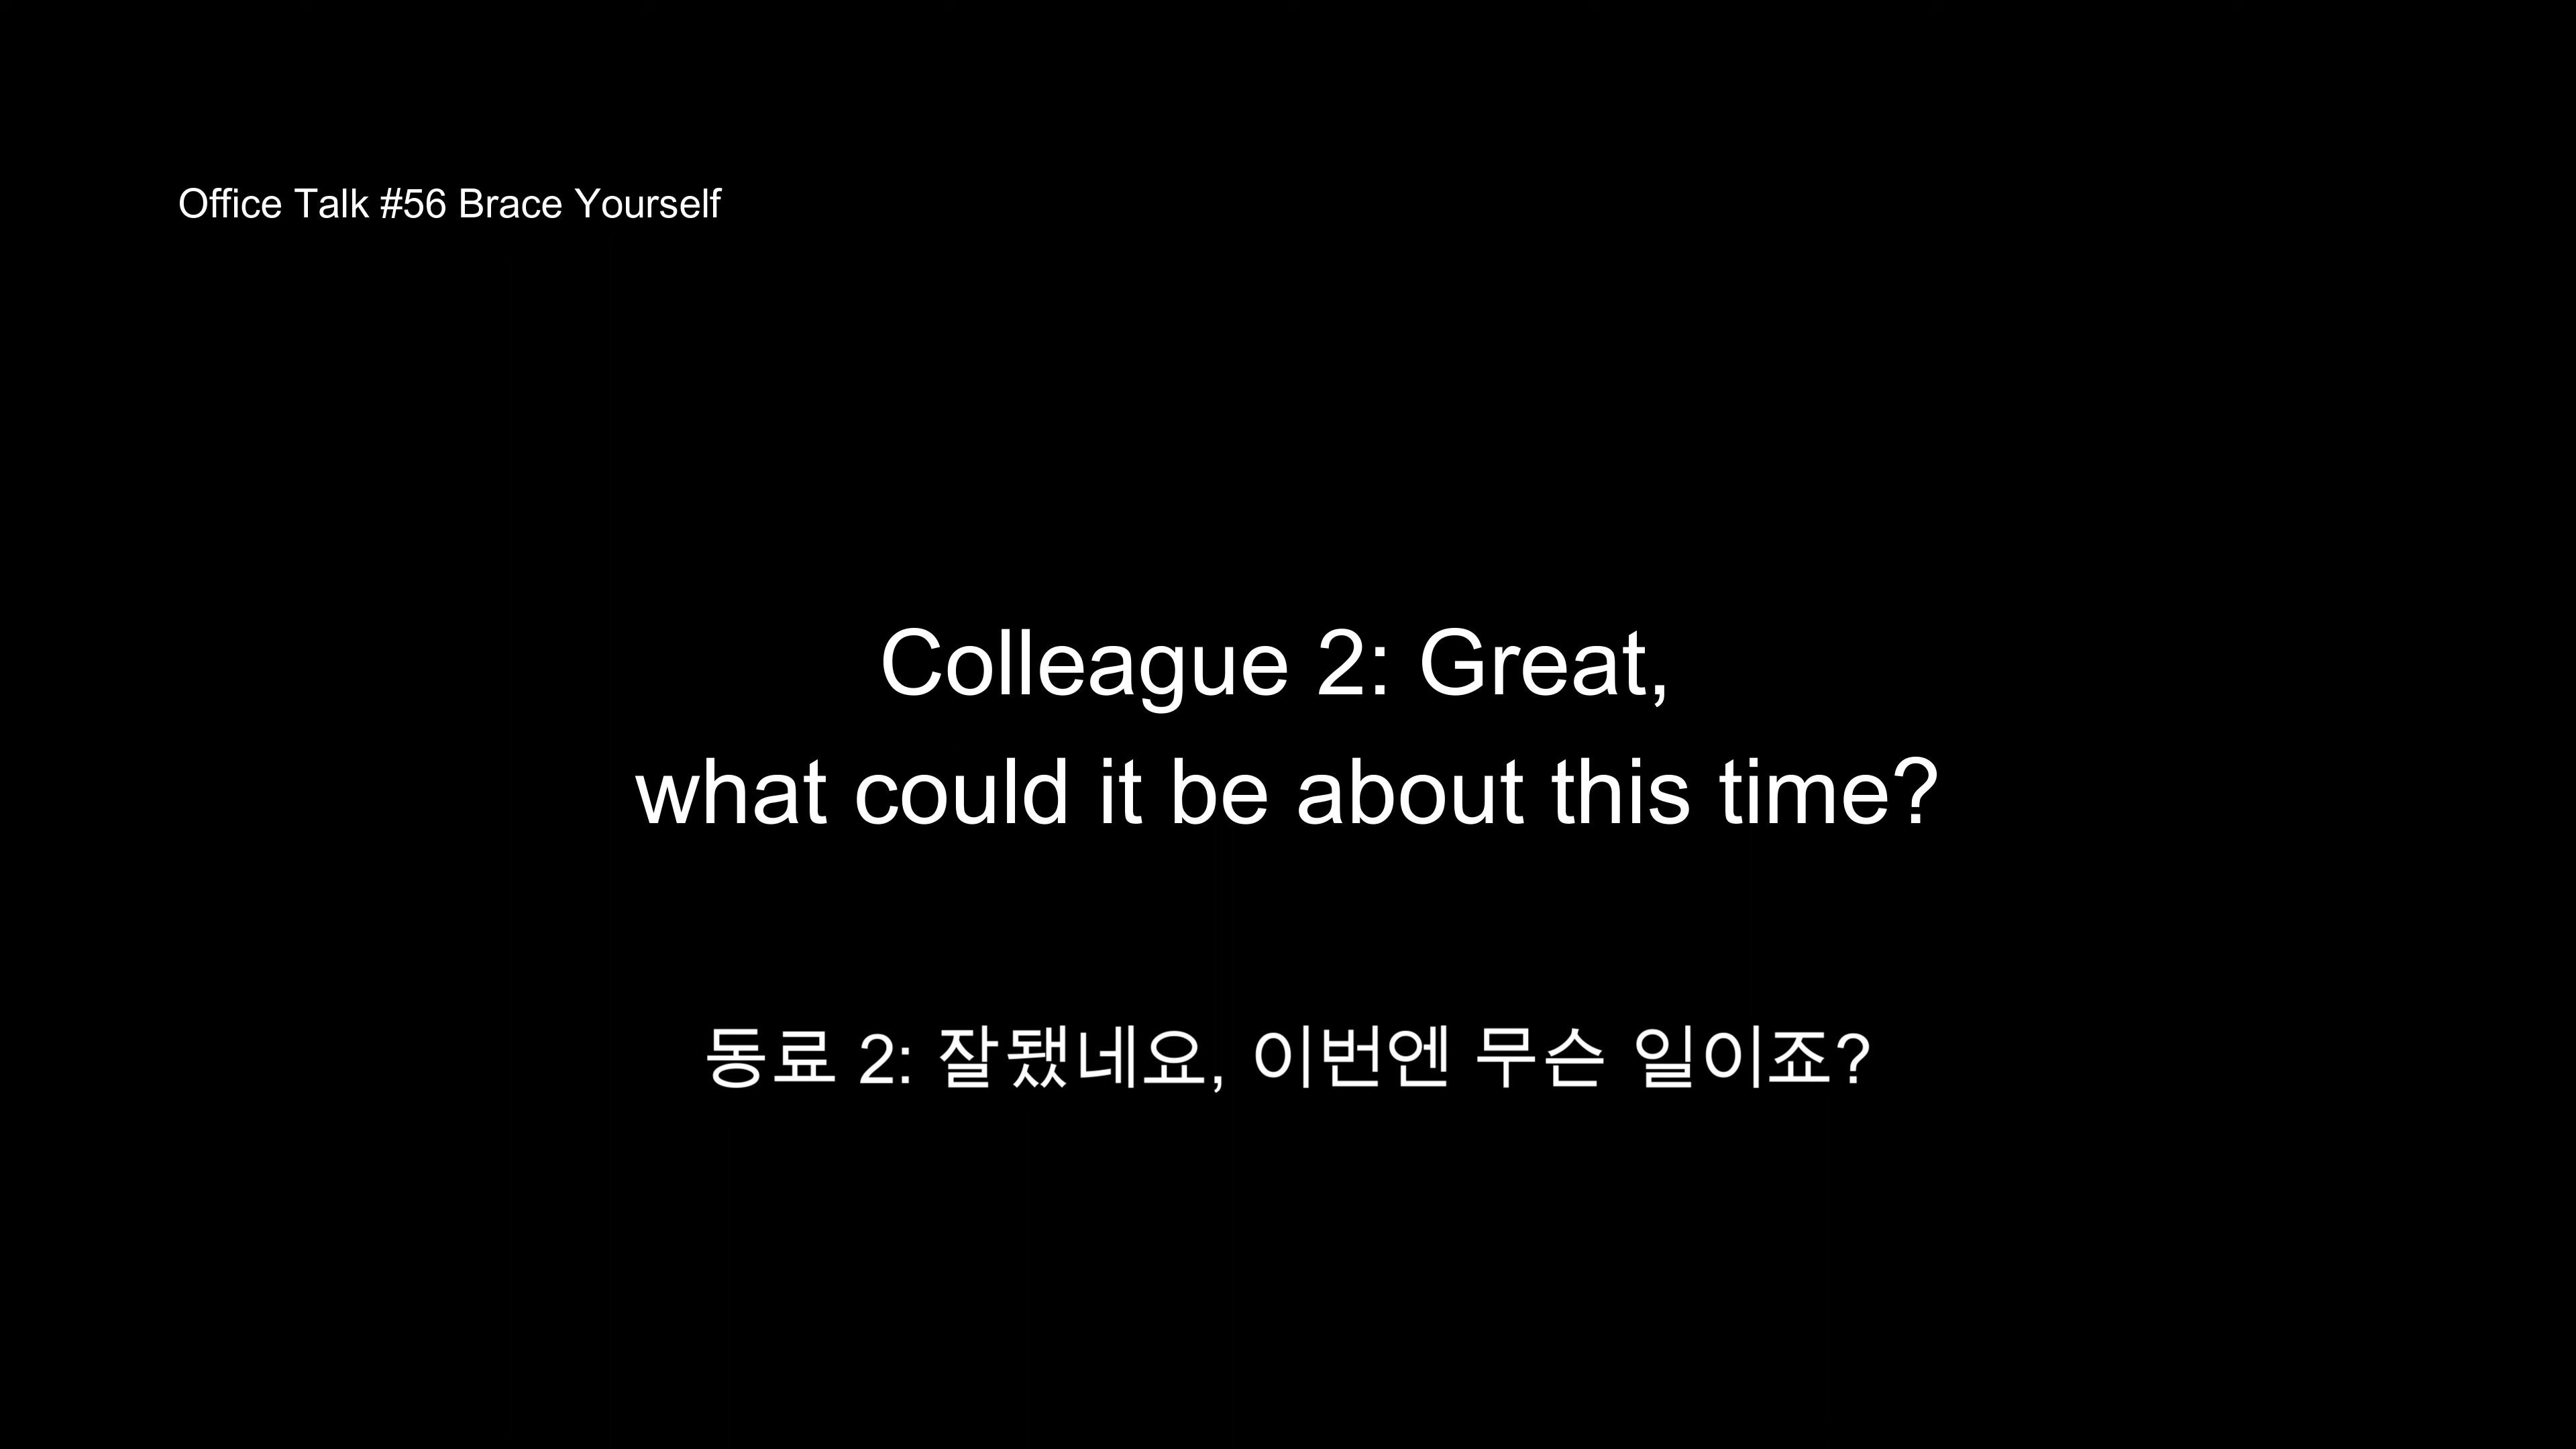 Office Talk #56 Brace Yourself
Colleague 2: Great,
what could it be about this time?
동료 2: 잘됐네요, 이번엔 무슨 일이죠?